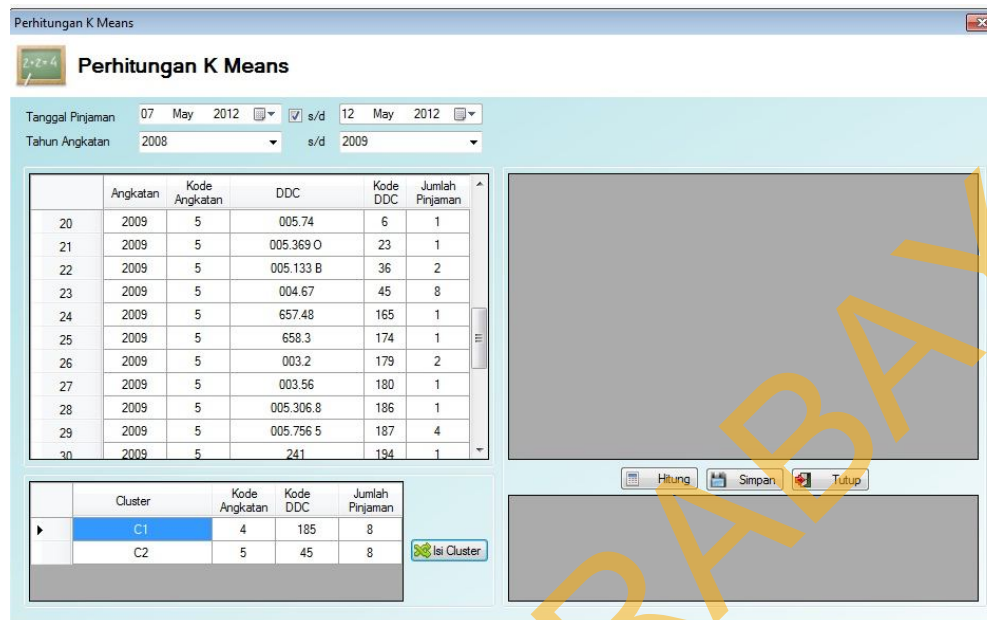 Perhitungan K Means
2+2=4 Perhitungan K Means
Tanggal Pinjaman 07 May 2012 s/d 12 May 2012
Tahun Angkatan 2008 s/d 2009
Angkatan Kode Angkatan DDC Kode DDC Jumlah Pinjaman
20 2009 5 005.74 6 1
21 2009 5 005.369 O 23 1
22 2009 5 005.133 B 36 2
23 2009 5 004.67 45 8
24 2009 5 657.48 165 1
25 2009 5 658.3 174 1
26 2009 5 003.2 179 2
27 2009 5 003.56 180 1
28 2009 5 005.306.8 186 1
29 2009 5 005.756 5 187 4
30 2009 5 241 194 1
Hitung Simpan Tutup
Cluster Kode Angkatan Kode DDC Jumlah Pinjaman
C1 4 185 8
C2 5 45 8
Isi Cluster
RABAY